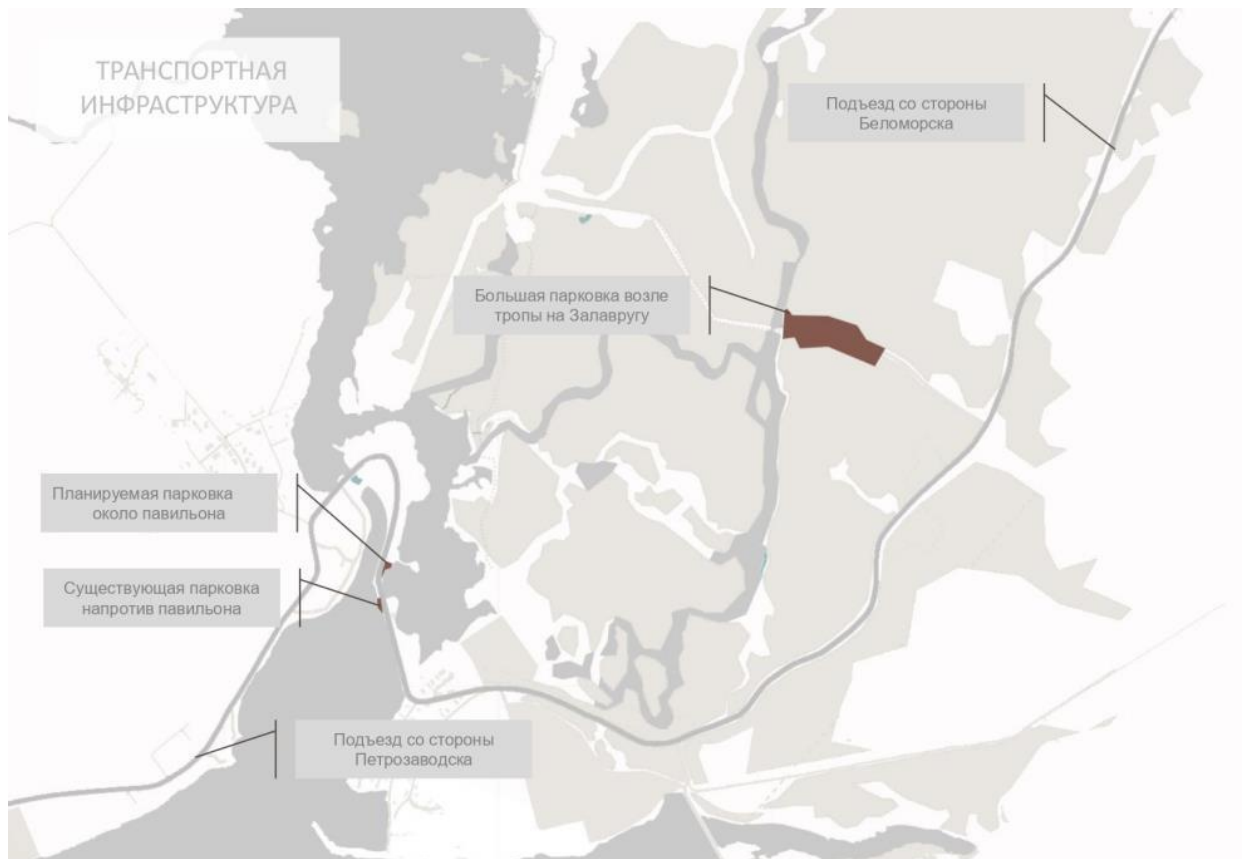 ТРАНСПОРТНАЯ
ИНФРАСТРУКТУРА
Подъезд со стороны
Беломорска
Большая парковка возле
тропы на Залавругу
Планируемая парковка
около павильона
Существующая парковка
напротив павильона
Подъезд со стороны
Петрозаводска